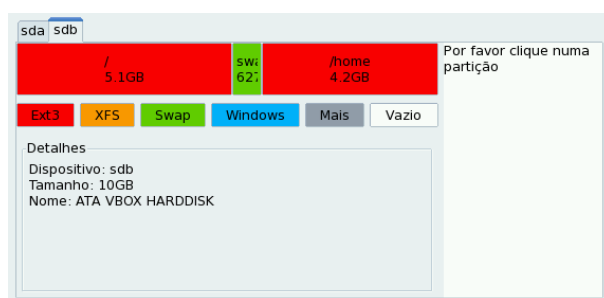 sda sdb
/
5.1GB
/home
4.2GB
Por favor clique numa
partição
Ext3 XFS Swap Windows Mais Vazio
Detalhes
Dispositivo: sdb
Tamanho: 10GB
Nome: ATA VBOX HARDDISK